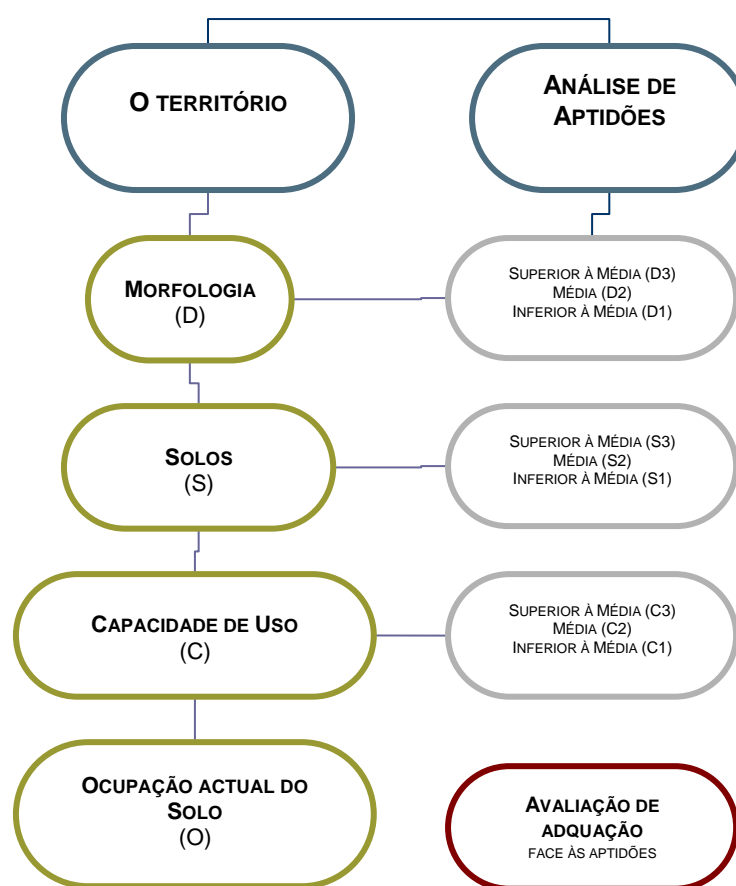 O TERRITÓRIO
ANÁLISE DE
APTIDÕES
MORFOLOGIA
(D)
SUPERIOR À MÉDIA (D3)
MÉDIA (D2)
INFERIOR À MÉDIA (D1)
SOLOS
(S)
SUPERIOR À MÉDIA (S3)
MÉDIA (S2)
INFERIOR À MÉDIA (S1)
CAPACIDADE DE USO
(C)
SUPERIOR À MÉDIA (C3)
MÉDIA (C2)
INFERIOR À MÉDIA (C1)
OCUPAÇÃO ACTUAL DO
SOLO
(O)
AVALIAÇÃO DE
ADQUAÇÃO
FACE ÀS APTIDÕES